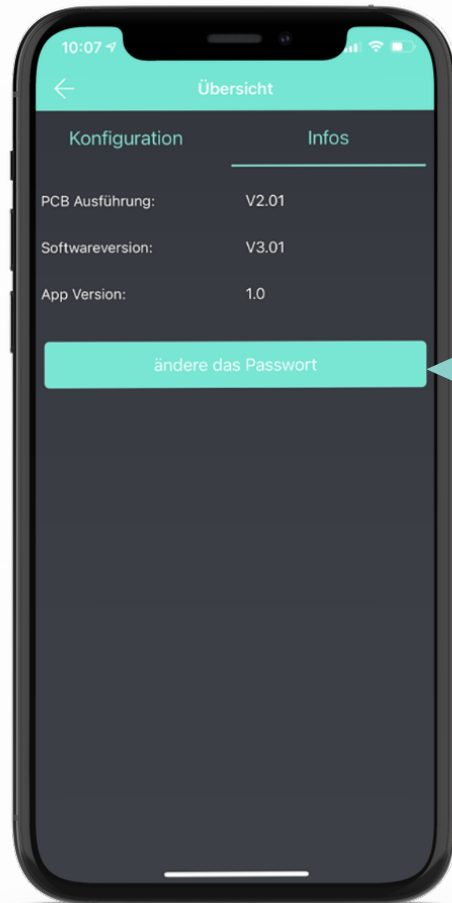 10:07
Übersicht
Konfiguration Infos
PCB Ausführung: V2.01
Softwareversion: V3.01
App Version: 1.0
ändere das Passwort